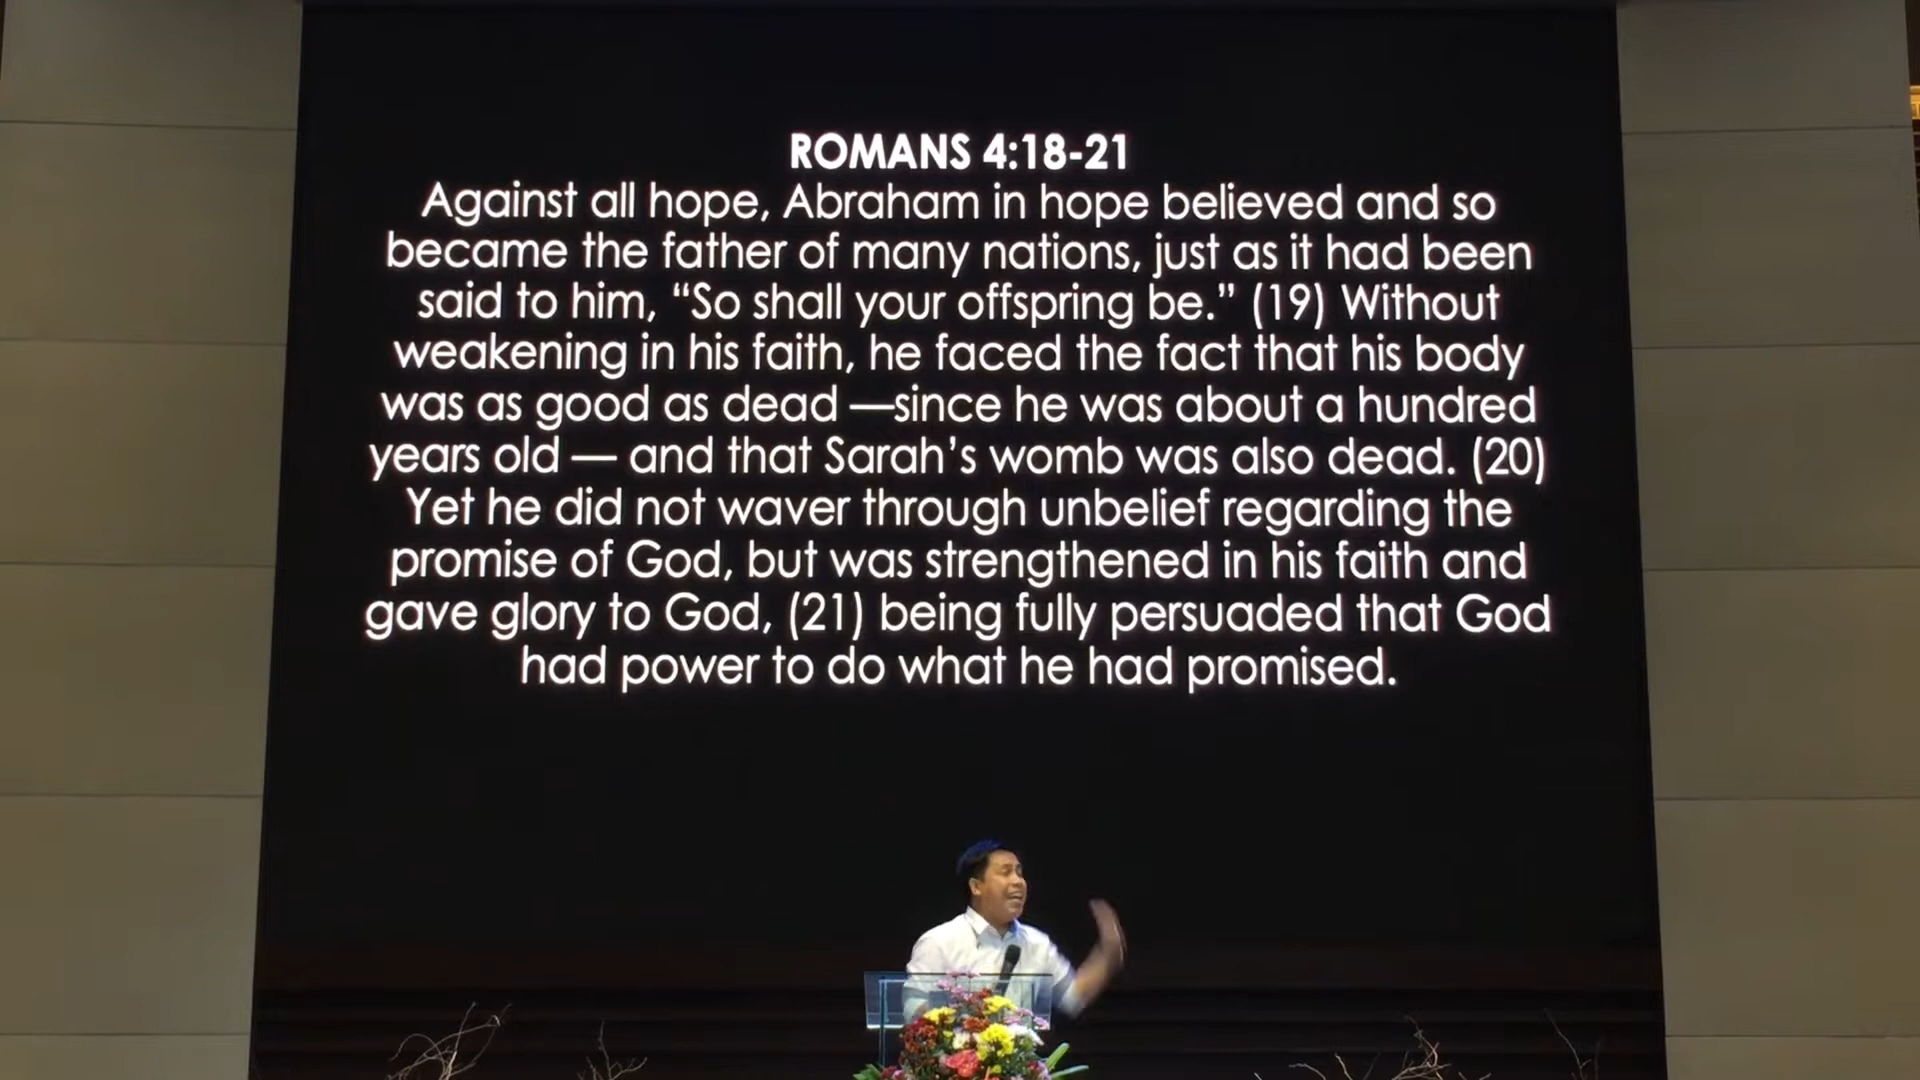 ROMANS 4:18-21
Against all hope, Abraham in hope believed and so
became the father of many nations, just as it had been
said to him, “So shall your offspring be.” (19) Without
weakening in his faith, he faced the fact that his body
was as good as dead —since he was about a hundred
years old — and that Sarah’s womb was also dead. (20)
Yet he did not waver through unbelief regarding the
promise of God, but was strengthened in his faith and
gave glory to God, (21) being fully persuaded that God
had power to do what he had promised.